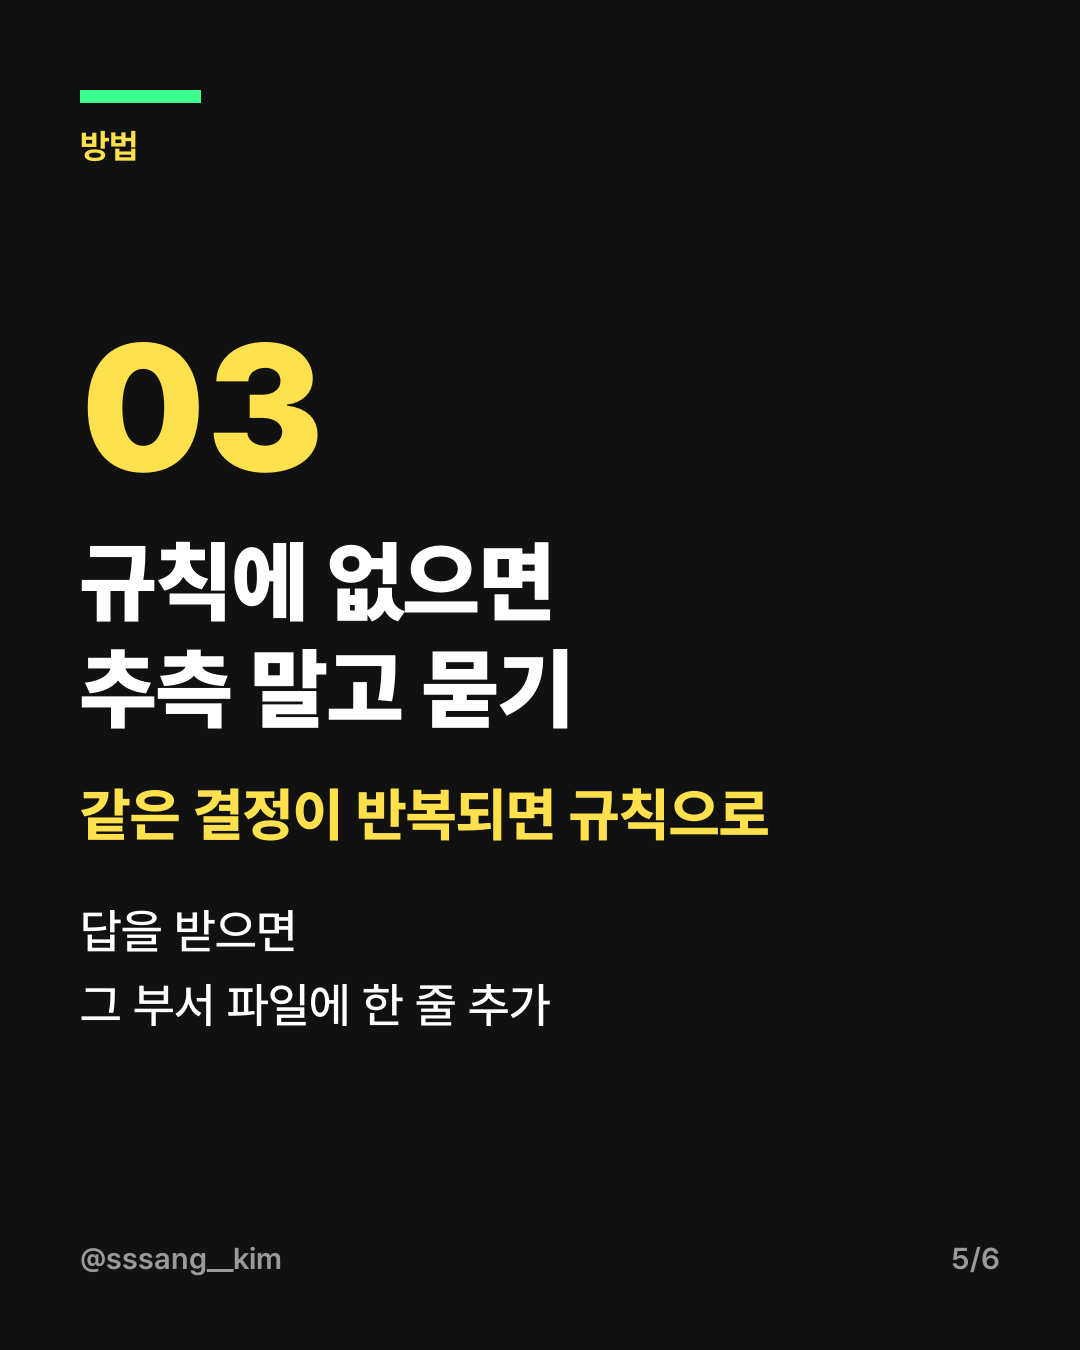 방법
03
규칙에 없으면
추측 말고 묻기
같은 결정이 반복되면 규칙으로
답을 받으면
그 부서 파일에 한 줄 추가
@sssang__kim
5/6